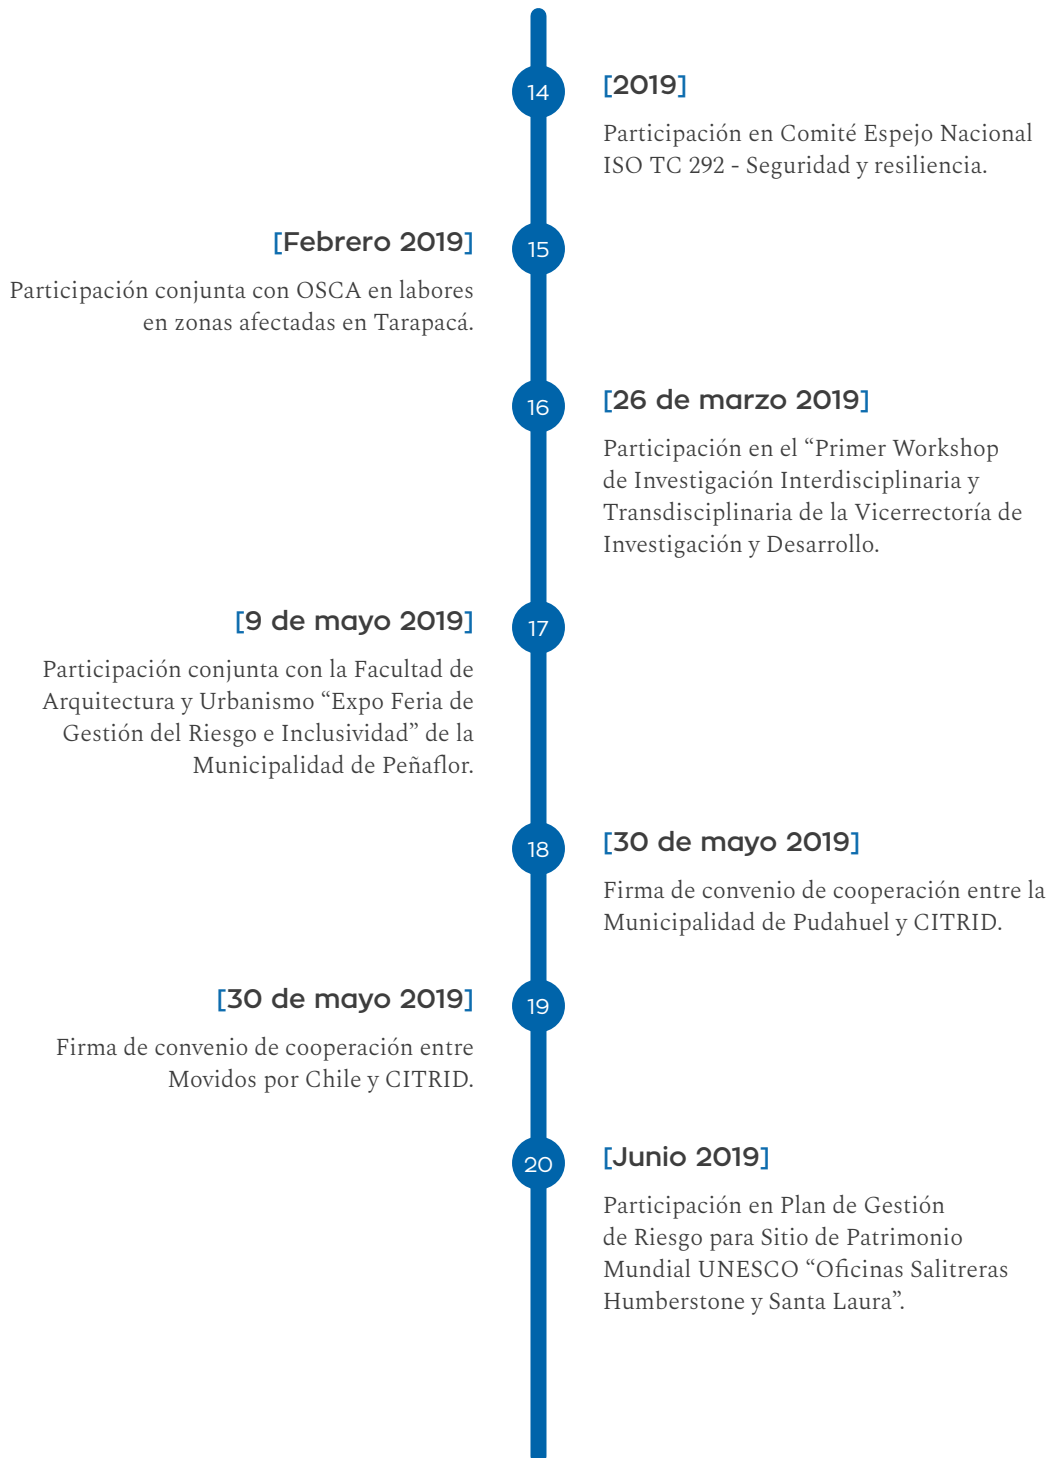 14
[2019]
Participación en Comité Espejo Nacional
ISO TC 292 - Seguridad y resiliencia.
15
[Febrero 2019]
Participación conjunta con OSCA en labores
en zonas afectadas en Tarapacá.
16
[26 de marzo 2019]
Participación en el “Primer Workshop
de Investigación Interdisciplinaria y
Transdisciplinaria de la Vicerrectoría de
Investigación y Desarrollo.
17
[9 de mayo 2019]
Participación conjunta con la Facultad de
Arquitectura y Urbanismo “Expo Feria de
Gestión del Riesgo e Inclusividad” de la
Municipalidad de Peñaflor.
18
[30 de mayo 2019]
Firma de convenio de cooperación entre la
Municipalidad de Pudahuel y CITRID.
19
[30 de mayo 2019]
Firma de convenio de cooperación entre
Movidos por Chile y CITRID.
20
[Junio 2019]
Participación en Plan de Gestión
de Riesgo para Sitio de Patrimonio
Mundial UNESCO “Oficinas Salitreras
Humberstone y Santa Laura”.